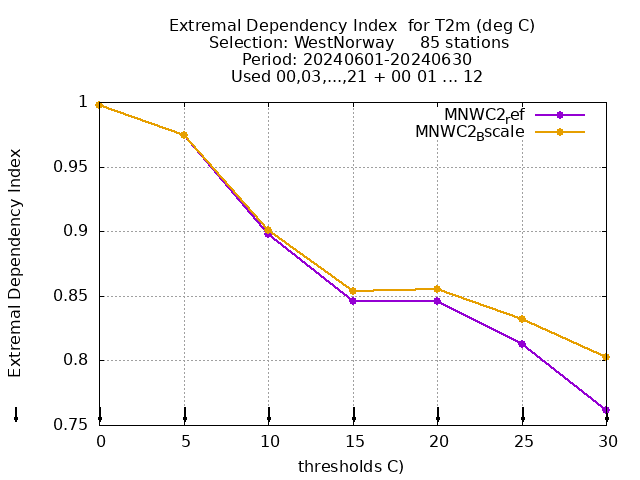 Extremal Dependency Index  for T2m (deg C)
Selection: WestNorway     85 stations
Period: 20240601-20240630
Used 00,03,...,21 + 00 01 ... 12
MNWC2ref
MNWC2Bscale
1
0.95
0.9
0.85
0.8
0.75
Extremal Dependency Index
0 5 10 15 20 25 30
thresholds C)